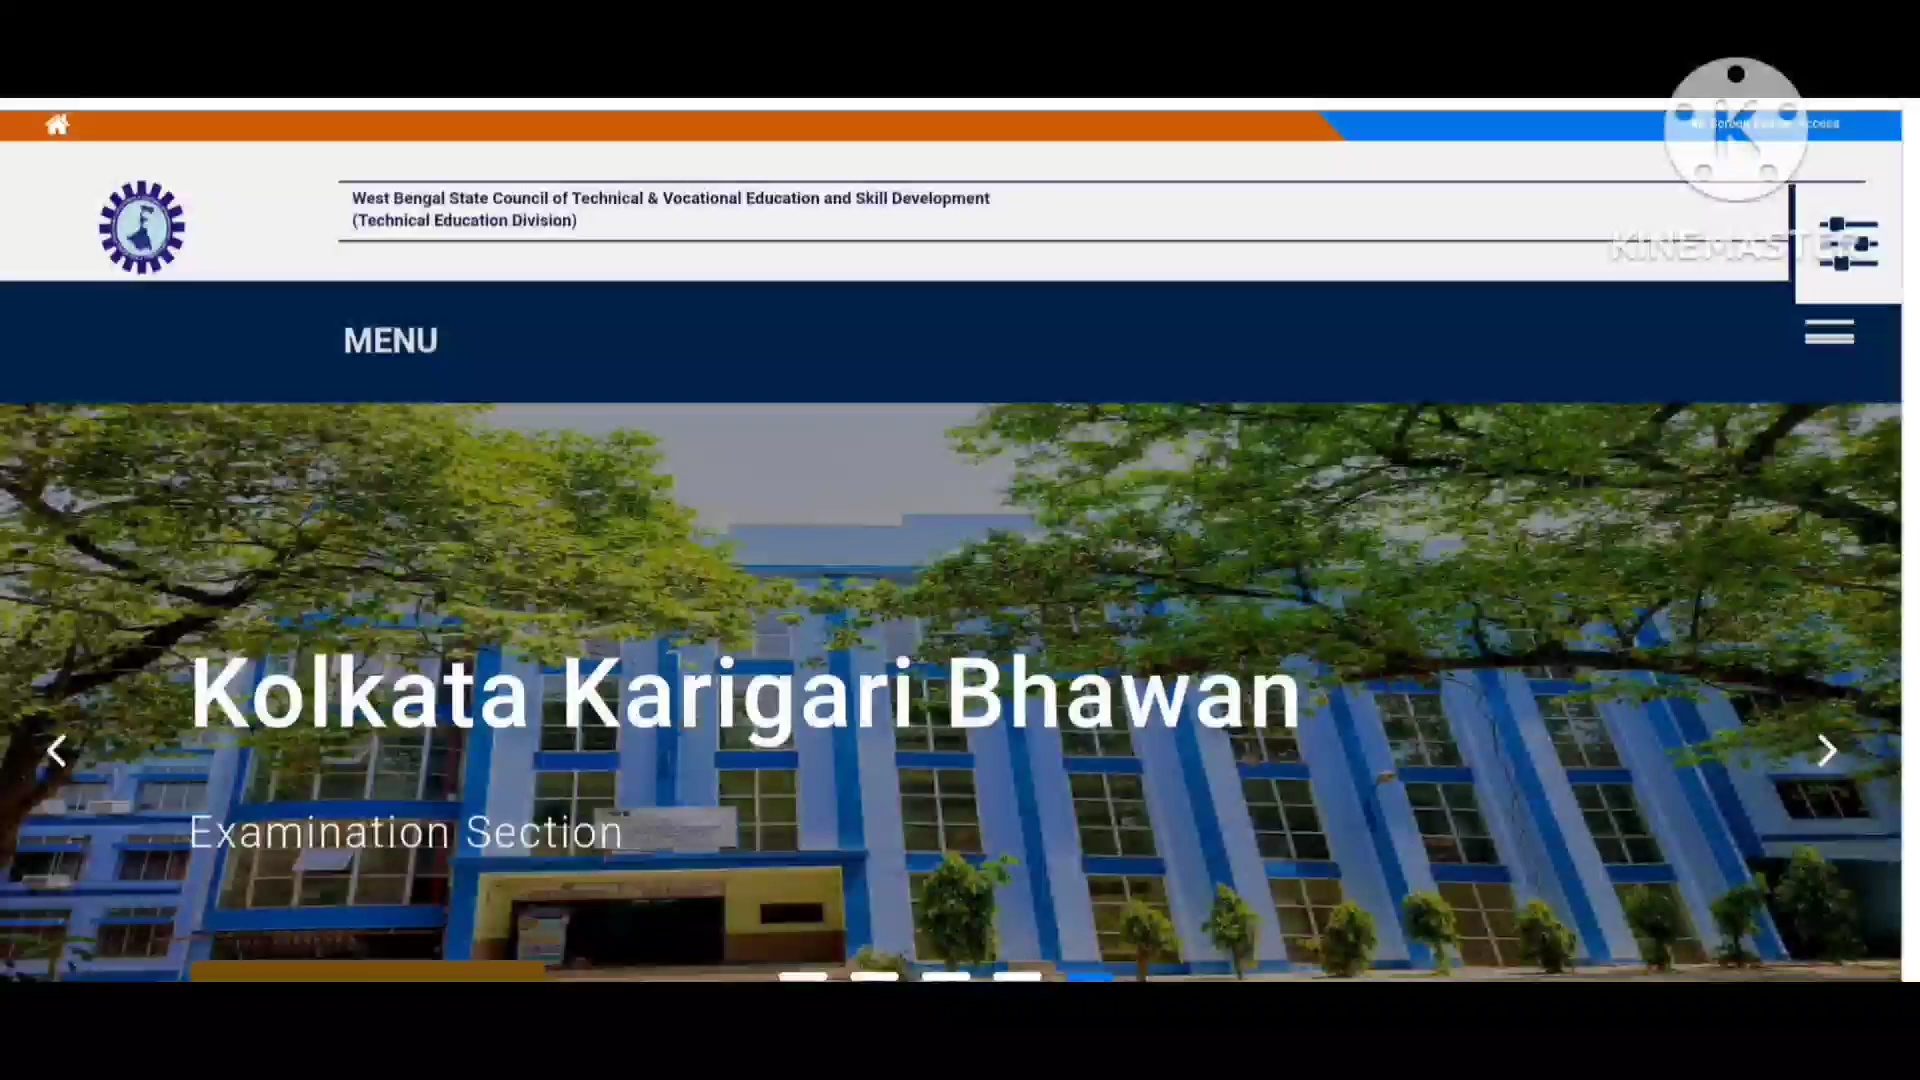 West Bengal State Council of Technical & Vocational Education and Skill Development
(Technical Education Division)
KINEMASTER
MENU
Kolkata Karigari Bhawan
Examination Section